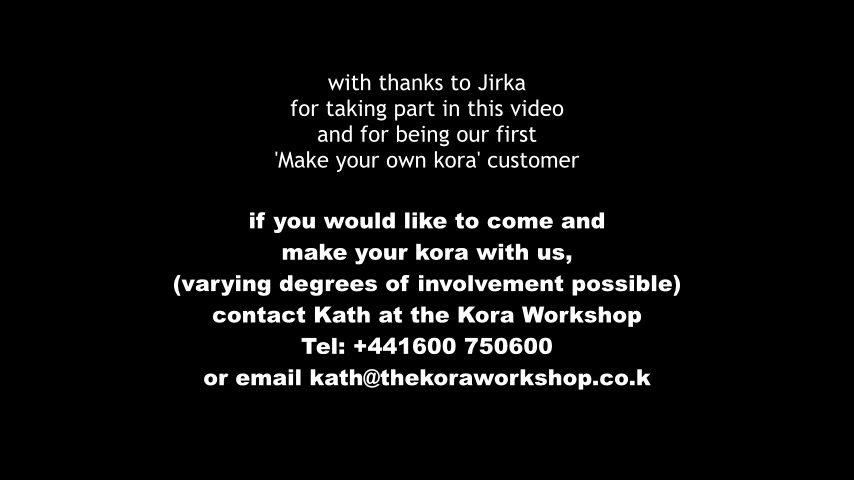 with thanks to Jirka
for taking part in this video
and for being our first
'Make your own kora' customer
if you would like to come and
make your kora with us,
(varying degrees of involvement possible)
contact Kath at the Kora Workshop
Tel: +441600 750600
or email kath@thekoraworkshop.co.k